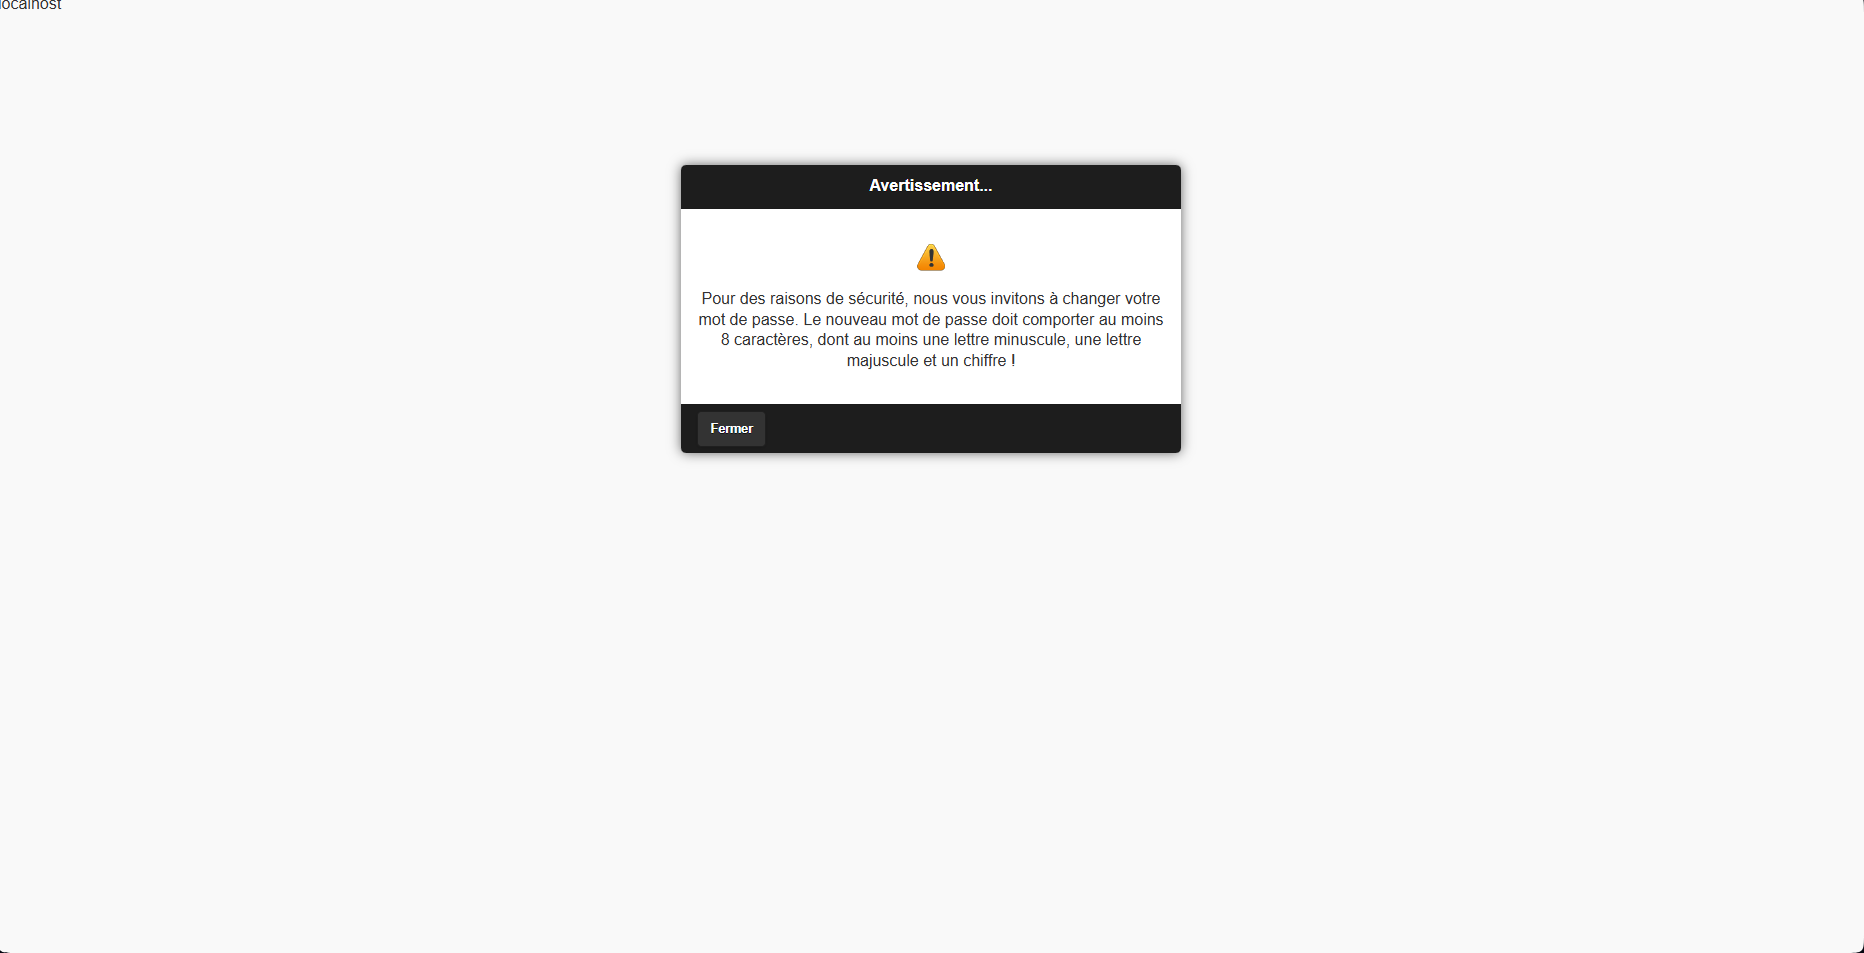 localhost
Avertissement...
Pour des raisons de sécurité, nous vous invitons à changer votre
mot de passe. Le nouveau mot de passe doit comporter au moins
8 caractères, dont au moins une lettre minuscule, une lettre
majuscule et un chiffre !
Fermer